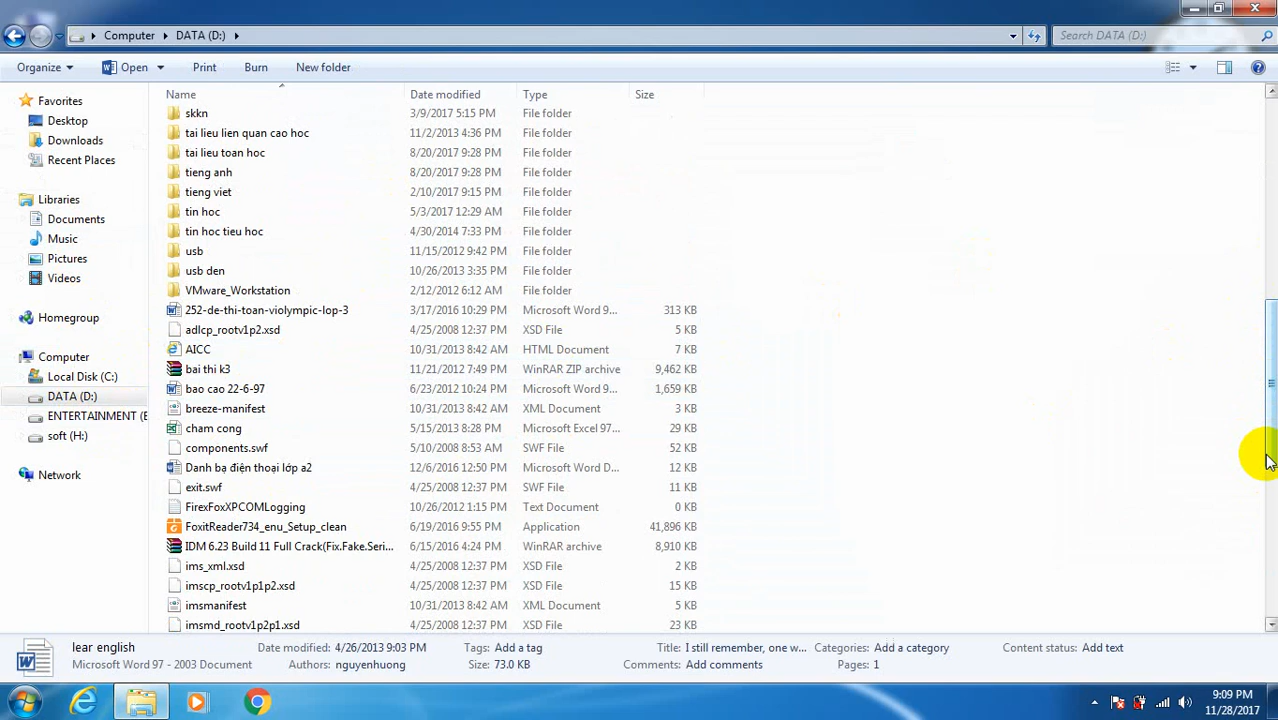 Computer DATA (D:) Search DATA (D:)
Organize Open Print Burn New folder
Name Date modified Type Size
Favorites
Desktop
Downloads
Recent Places
Libraries
Documents
Music
Pictures
Videos
Homegroup
Computer
Local Disk (C:)
DATA (D:)
ENTERTAINMENT (E
soft (H:)
Network
skkn 3/9/2017 5:15 PM File folder
tai lieu lien quan cao hoc 11/2/2013 4:36 PM File folder
tai lieu toan hoc 8/20/2017 9:28 PM File folder
tieng anh 8/20/2017 9:28 PM File folder
tieng viet 2/10/2017 9:15 PM File folder
tin hoc 5/3/2017 12:29 AM File folder
tin hoc tieu hoc 4/30/2014 7:33 PM File folder
usb 11/15/2012 9:42 PM File folder
usb den 10/26/2013 3:35 PM File folder
VMware_Workstation 2/12/2012 6:12 AM File folder
252-de-thi-toan-violympic-lop-3 3/17/2016 10:29 PM Microsoft Word 9... 313 KB
adlcp_rootv1p2.xsd 4/25/2008 12:37 PM XSD File 5 KB
AICC 10/31/2013 8:42 AM HTML Document 7 KB
bai thi k3 11/21/2012 7:49 PM WinRAR ZIP archive 9,462 KB
bao cao 22-6-97 6/23/2012 10:24 PM Microsoft Word 9... 1,659 KB
breeze-manifest 10/31/2013 8:42 AM XML Document 3 KB
cham cong 5/15/2013 8:28 PM Microsoft Excel 97... 29 KB
components.swf 5/10/2008 8:53 AM SWF File 52 KB
Danh bạ điện thoại lớp a2 12/6/2016 12:50 PM Microsoft Word D... 12 KB
exit.swf 4/25/2008 12:37 PM SWF File 11 KB
FirexFoxXPCOMLogging 10/26/2012 1:15 PM Text Document 0 KB
FoxitReader734_enu_Setup_clean 6/19/2016 9:55 PM Application 41,896 KB
IDM 6.23 Build 11 Full Crack(Fix.Fake.Seri... 6/15/2016 4:24 PM WinRAR archive 8,910 KB
ims_xml.xsd 4/25/2008 12:37 PM XSD File 2 KB
imscp_rootv1p1p2.xsd 4/25/2008 12:37 PM XSD File 15 KB
imsmanifest 10/31/2013 8:42 AM XML Document 5 KB
imsmd_rootv1p2p1.xsd 4/25/2008 12:37 PM XSD File 23 KB
lear english Date modified: 4/26/2013 9:03 PM Tags: Add a tag Title: I still remember, one w... Categories: Add a category Content status: Add text
Microsoft Word 97 - 2003 Document Authors: nguyenhuong Size: 73.0 KB Comments: Add comments Pages: 1
9:09 PM
11/28/2017